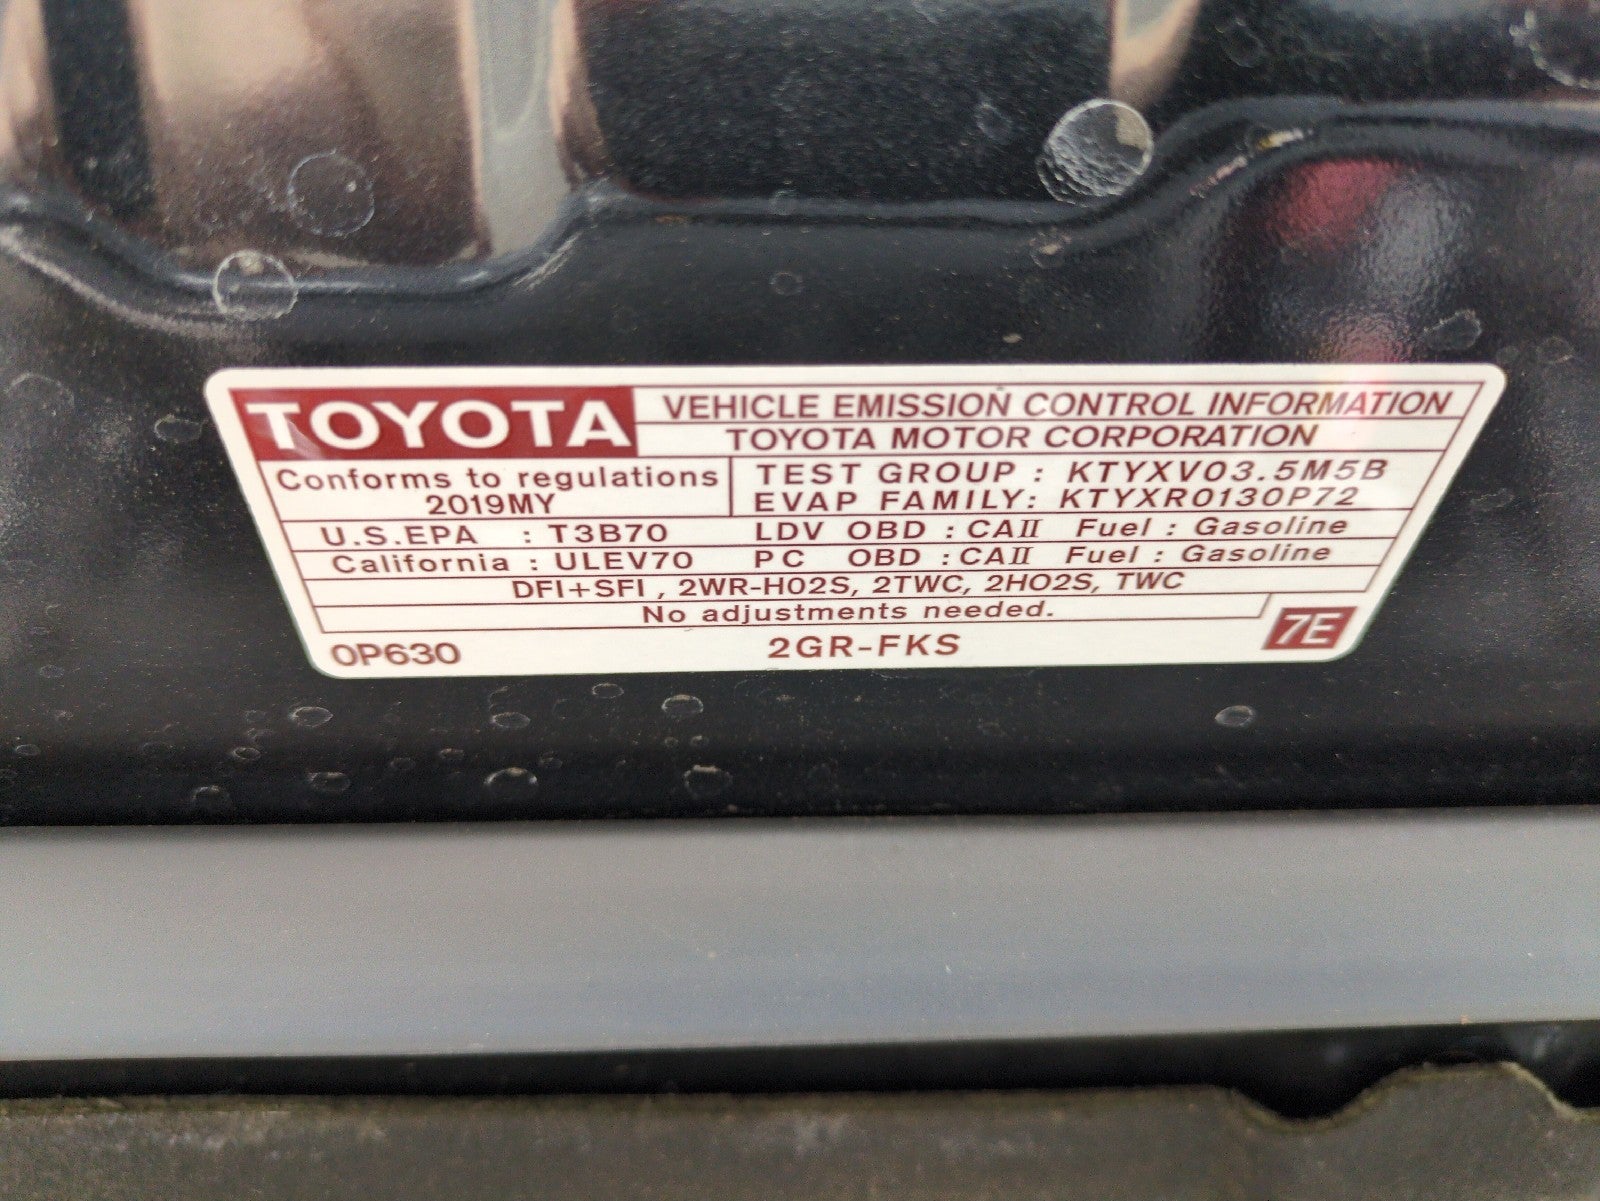 TOYOTA VEHICLE EMISSION CONTROL INFORMATION
TOYOTA MOTOR CORPORATION
Conforms to regulations
2019MY
TEST GROUP : KTYXV03.5M5B
EVAP FAMILY: KTYXR0130P72
U.S.EPA : T3B70 LDV OBD : CAII Fuel : Gasoline
California : ULEV70 PC OBD : CAII Fuel : Gasoline
DFI+SFI , 2WR-HO2S, 2TWC, 2HO2S, TWC
No adjustments needed.
0P630 2GR-FKS 7E